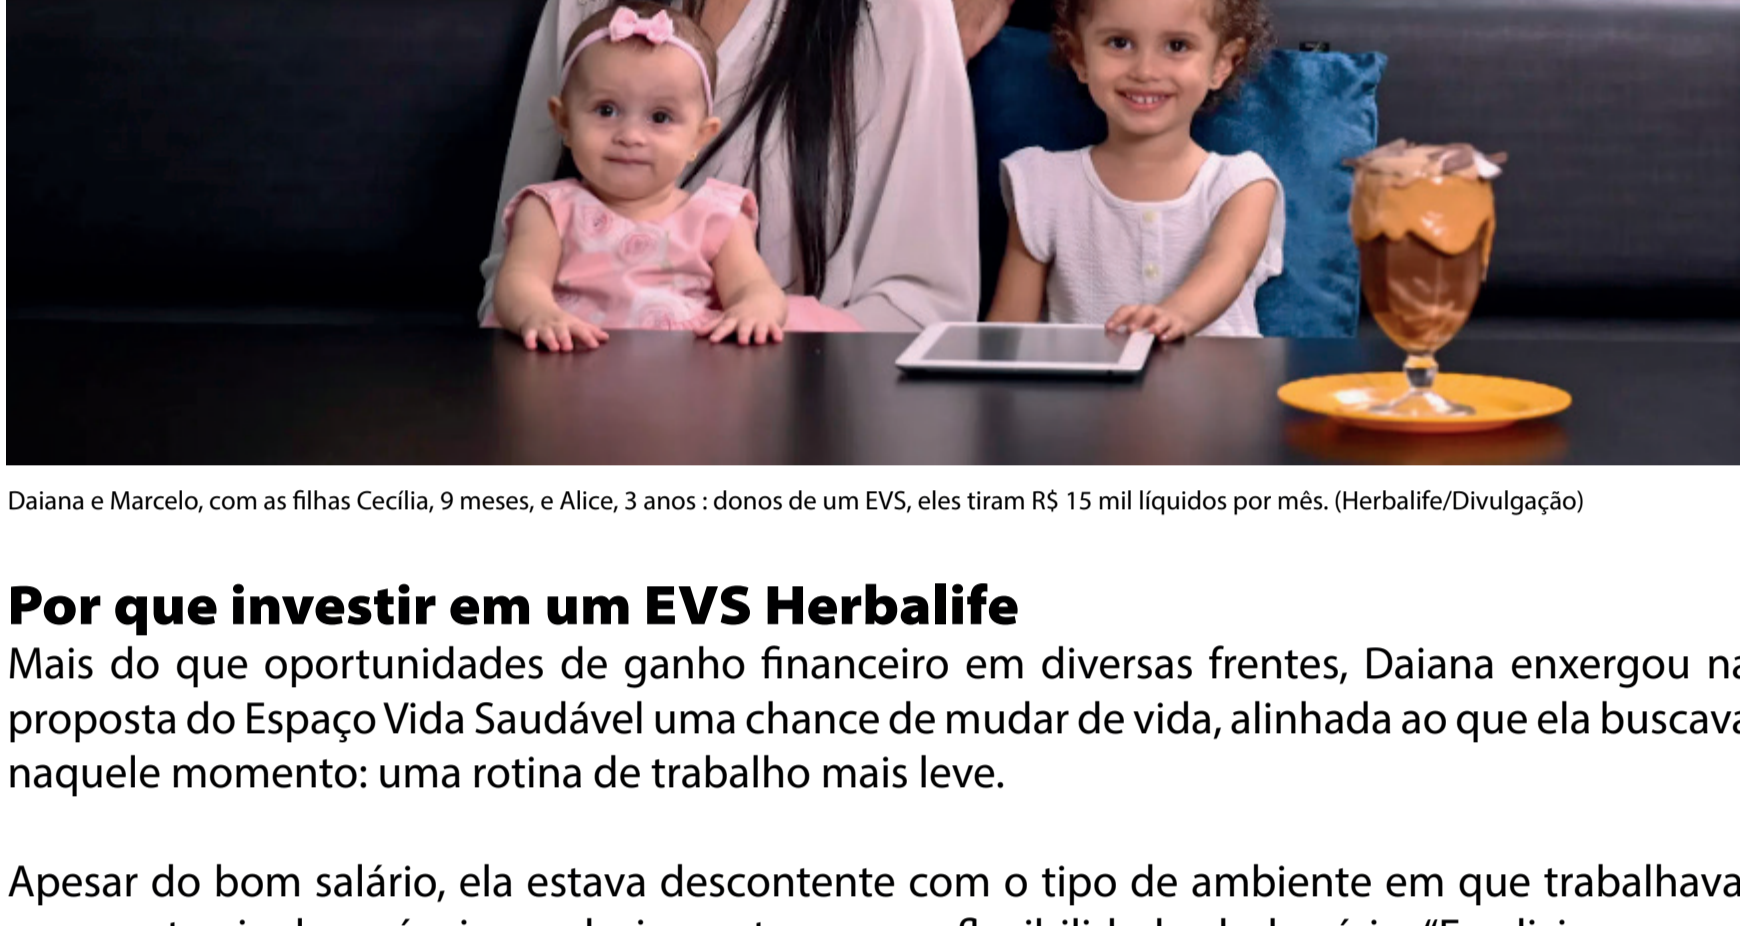 Daiana e Marcelo, com as filhas Cecília, 9 meses, e Alice, 3 anos : donos de um EVS, eles tiram R$ 15 mil líquidos por mês. (Herbalife/Divulgação)
Por que investir em um EVS Herbalife
Mais do que oportunidades de ganho financeiro em diversas frentes, Daiana enxergou na
proposta do Espaço Vida Saudável uma chance de mudar de vida, alinhada ao que ela buscava
naquele momento: uma rotina de trabalho mais leve.
Apesar do bom salário, ela estava descontente com o tipo de ambiente em que trabalhava